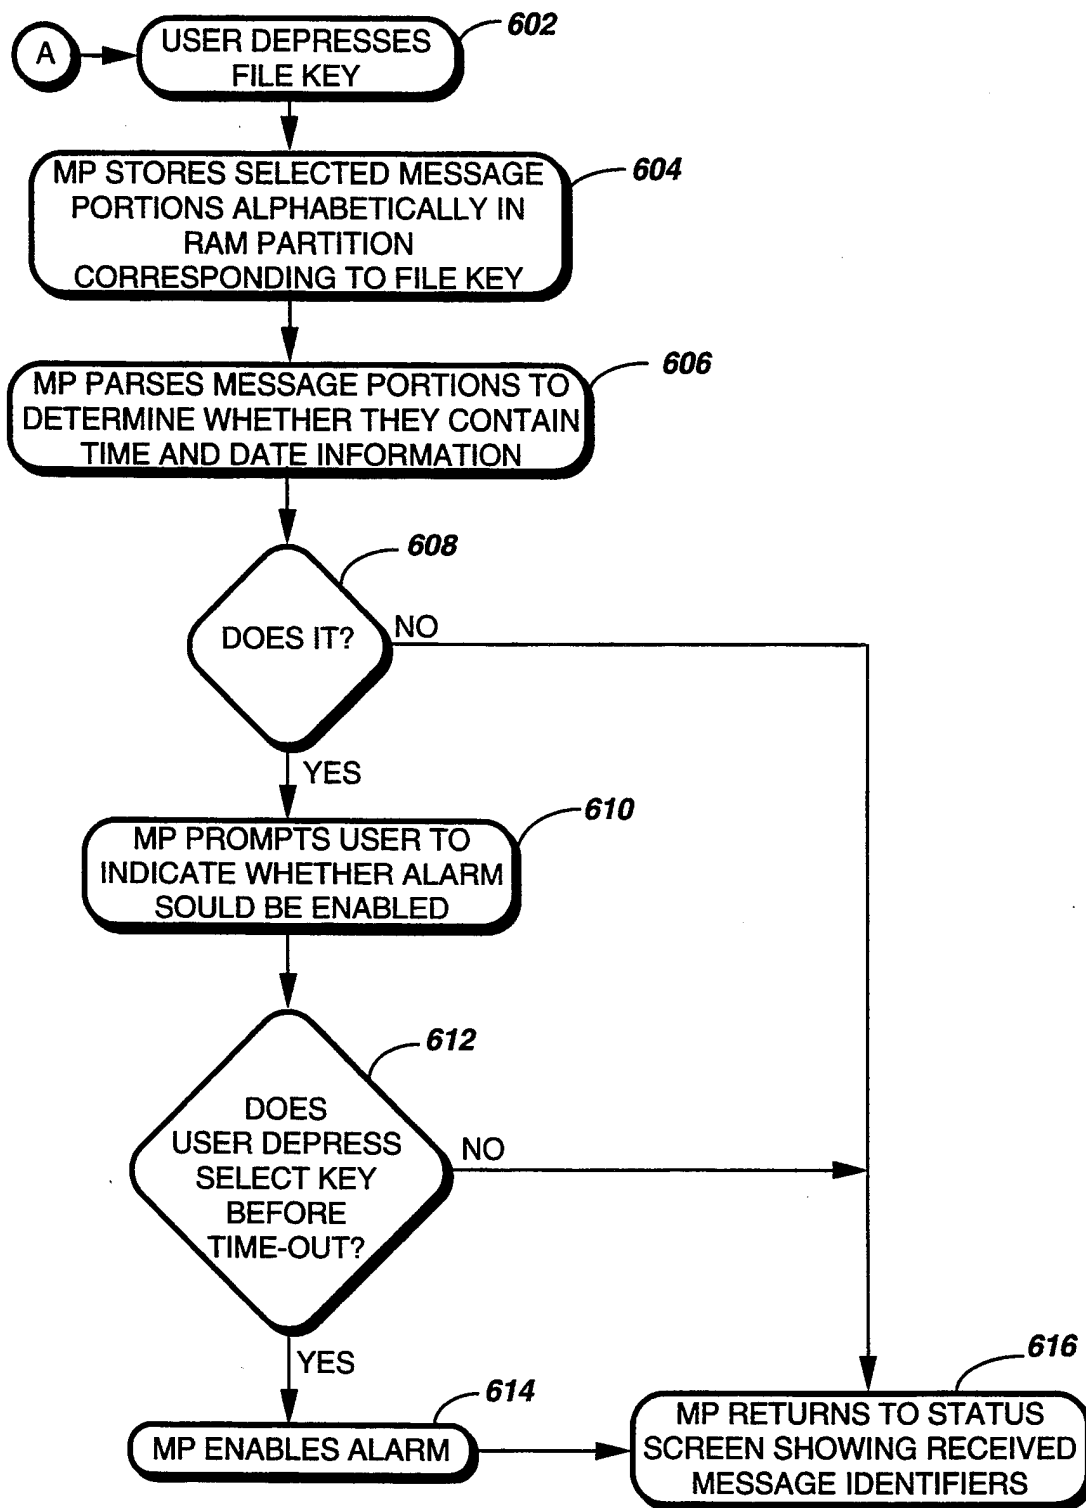 A
USER DEPRESSES
FILE KEY
602
MP STORES SELECTED MESSAGE
PORTIONS ALPHABETICALLY IN
RAM PARTITION
CORRESPONDING TO FILE KEY
604
MP PARSES MESSAGE PORTIONS TO
DETERMINE WHETHER THEY CONTAIN
TIME AND DATE INFORMATION
606
DOES IT?
608
NO
YES
MP PROMPTS USER TO
INDICATE WHETHER ALARM
SOULD BE ENABLED
610
DOES
USER DEPRESS
SELECT KEY
BEFORE
TIME-OUT?
612
NO
YES
MP ENABLES ALARM
614
MP RETURNS TO STATUS
SCREEN SHOWING RECEIVED
MESSAGE IDENTIFIERS
616